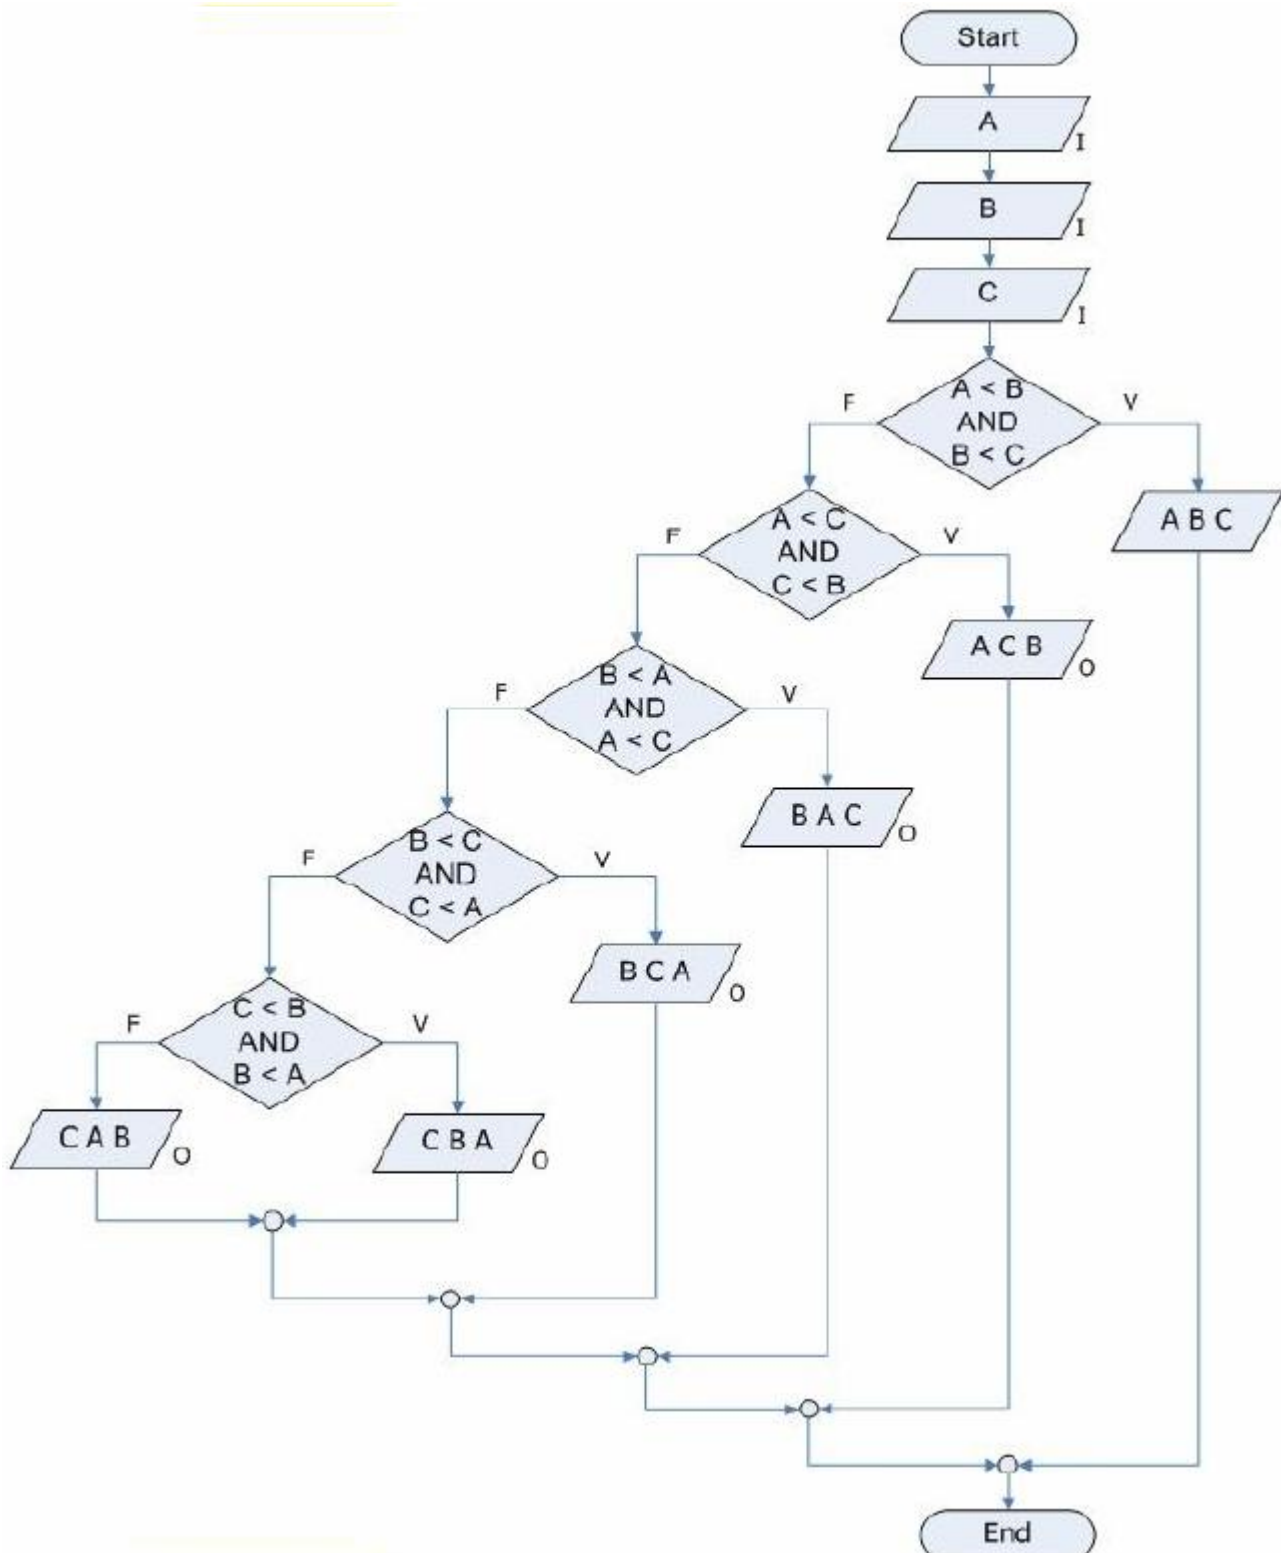 Start
A
I
B
I
C
I
A < B
AND
B < C
F
V
A B C
A < C
AND
C < B
F
V
A C B
O
B < A
AND
A < C
F
V
B A C
O
B < C
AND
C < A
F
V
B C A
O
C < B
AND
B < A
F
V
C A B
O
C B A
O
End